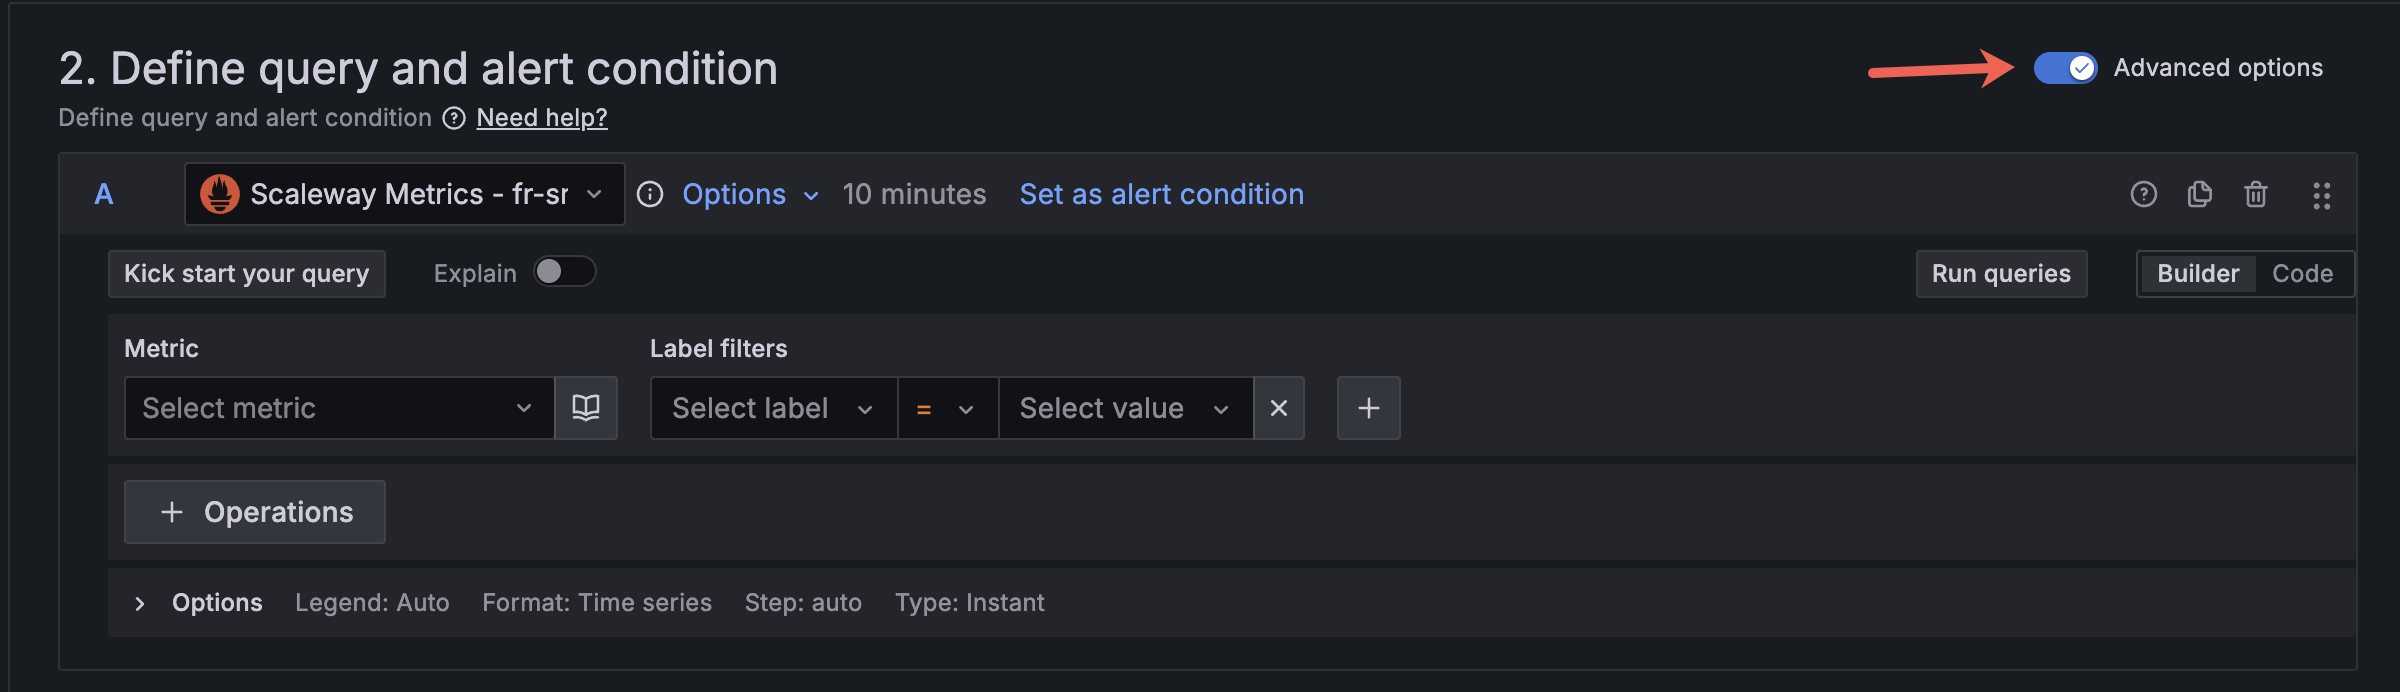 2. Define query and alert condition
Advanced options
Define query and alert condition Need help?
A Scaleway Metrics - fr-sr Options 10 minutes Set as alert condition
Kick start your query Explain Run queries Builder Code
Metric Label filters
Select metric Select label = Select value
+ Operations
Options Legend: Auto Format: Time series Step: auto Type: Instant